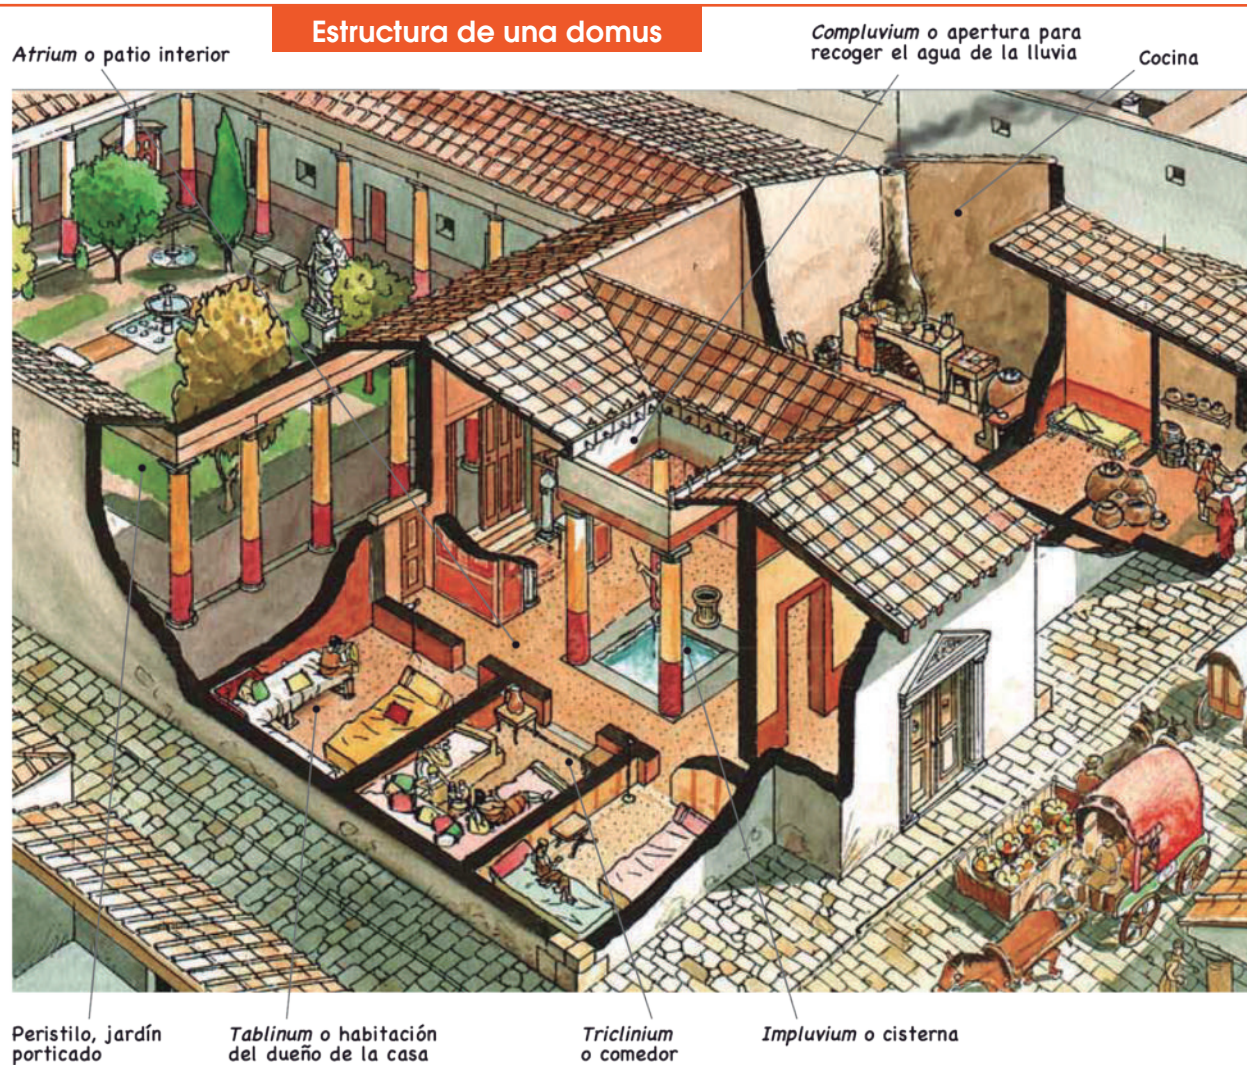 Estructura de una domus
Atrium o patio interior
Compluvium o apertura para
recoger el agua de la lluvia
Cocina
Peristilo, jardín
porticado
Tablinum o habitación
del dueño de la casa
Triclinium
o comedor
Impluvium o cisterna